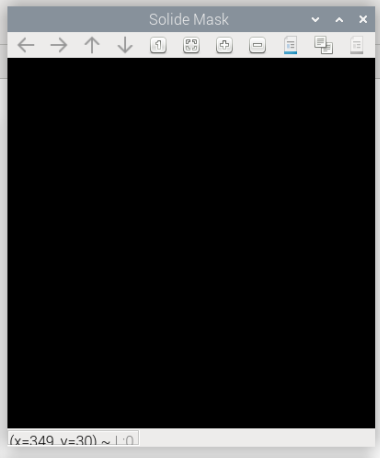 Solide Mask
(x=349, y=30) ~ L:0